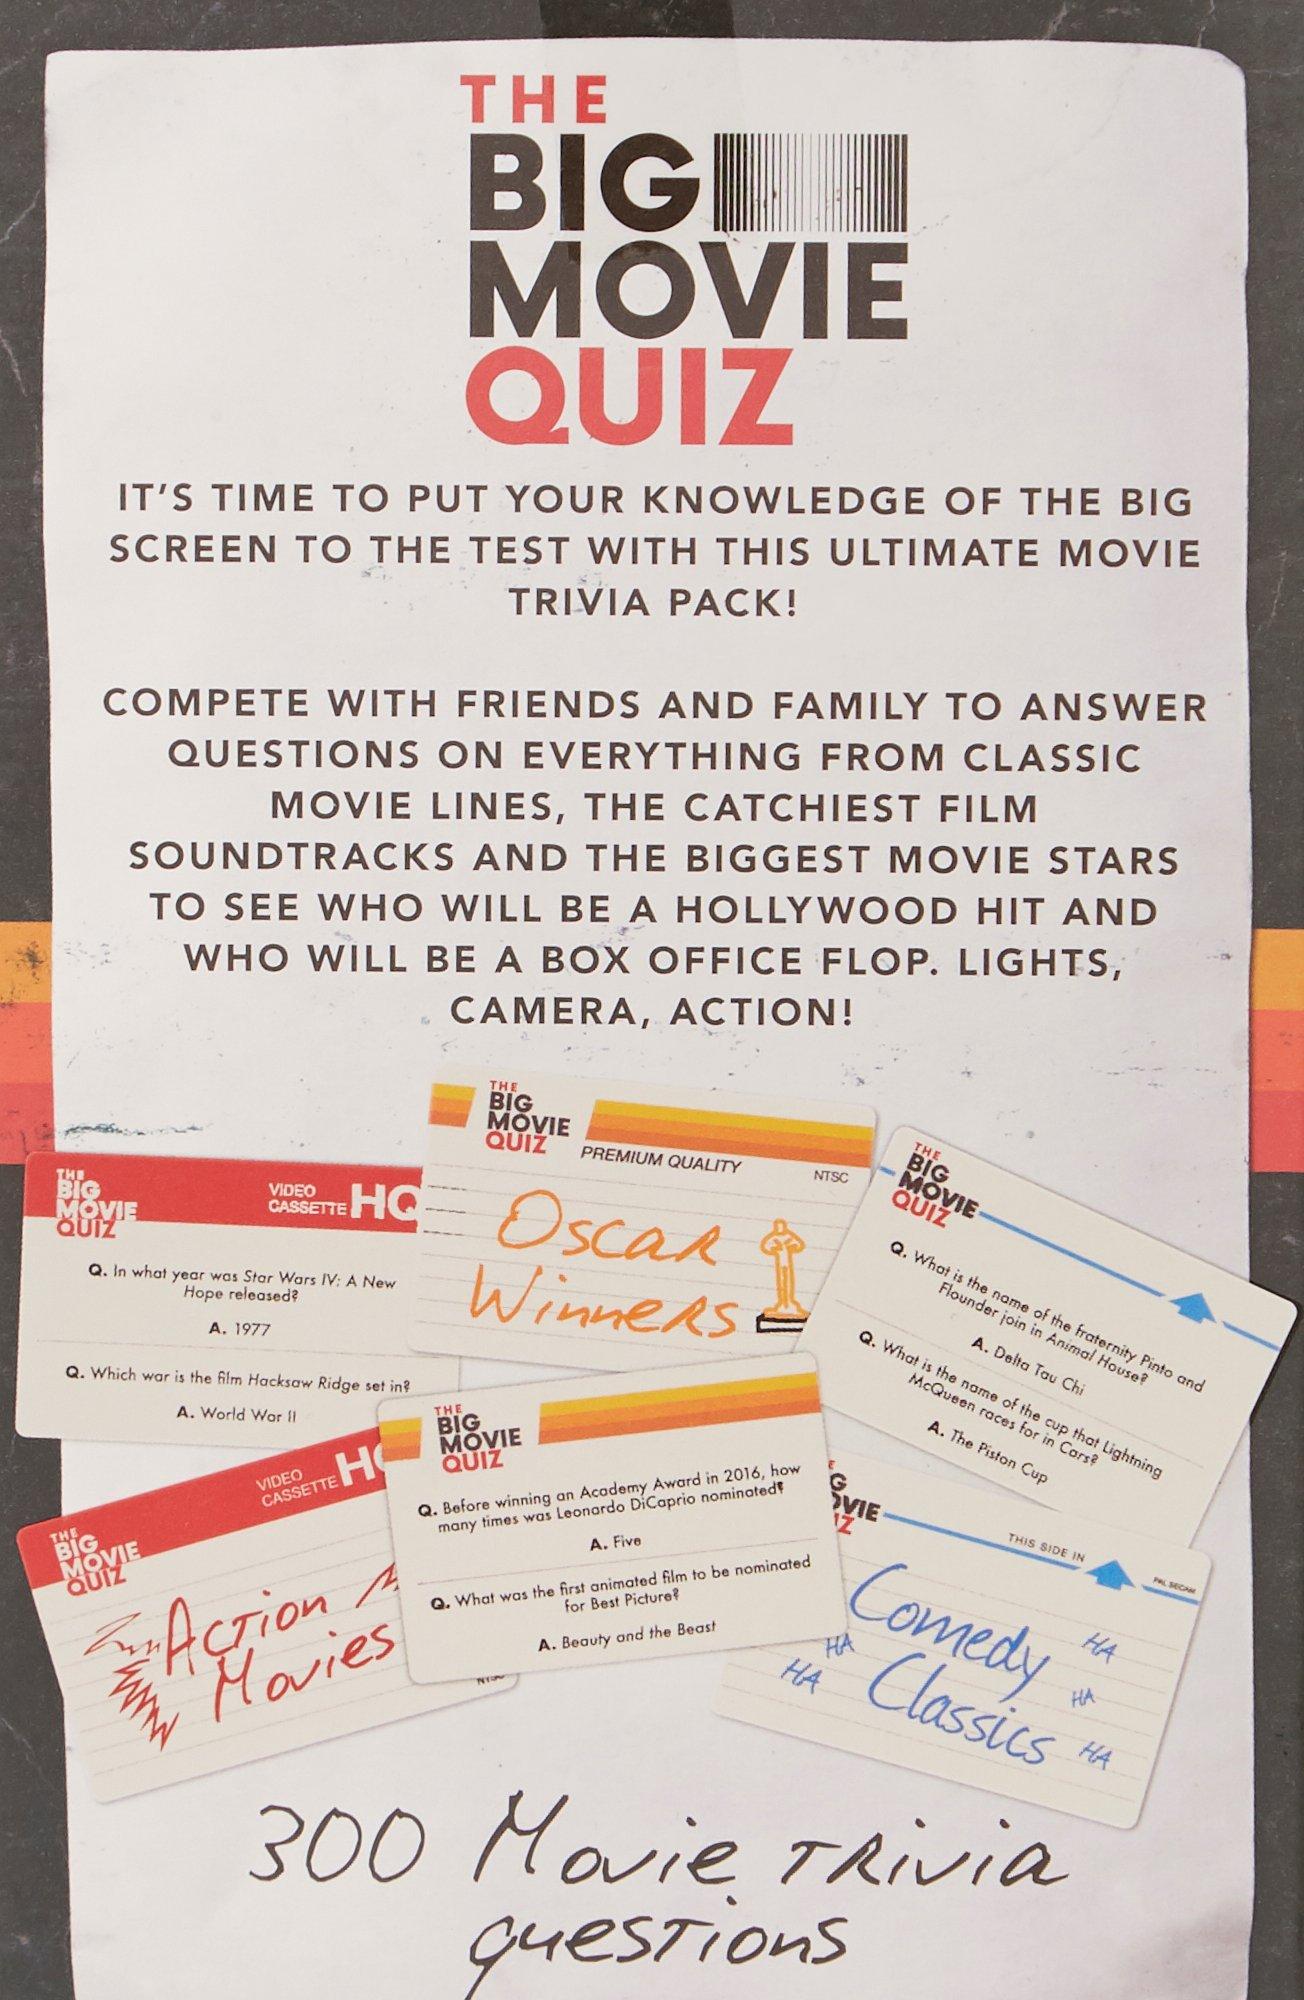 THE
BIG
MOVIE
QUIZ
IT'S TIME TO PUT YOUR KNOWLEDGE OF THE BIG
SCREEN TO THE TEST WITH THIS ULTIMATE MOVIE
TRIVIA PACK!
COMPETE WITH FRIENDS AND FAMILY TO ANSWER
QUESTIONS ON EVERYTHING FROM CLASSIC
MOVIE LINES, THE CATCHIEST FILM
SOUNDTRACKS AND THE BIGGEST MOVIE STARS
TO SEE WHO WILL BE A HOLLYWOOD HIT AND
WHO WILL BE A BOX OFFICE FLOP. LIGHTS,
CAMERA, ACTION!
THE
BIG
MOVIE
QUIZ
VIDEO
CASSETTE HQ
Q. In what year was Star Wars IV: A New
Hope released?
A. 1977
Q. Which war is the film Hacksaw Ridge set in?
A. World War II
THE
BIG
MOVIE
QUIZ
PREMIUM QUALITY
NTSC
Oscar
Winners
THE
BIG
MOVIE
QUIZ
Q. What is the name of the fraternity Pinto and
Flounder join in Animal House?
A. Delta Tau Chi
Q. What is the name of the cup that Lightning
McQueen races for in Cars?
A. The Piston Cup
THE
BIG
MOVIE
QUIZ
VIDEO
CASSETTE HQ
Action
Movies
NTSC
THE
BIG
MOVIE
QUIZ
Q. Before winning an Academy Award in 2016, how
many times was Leonardo DiCaprio nominated?
A. Five
Q. What was the first animated film to be nominated
for Best Picture?
A. Beauty and the Beast
E
G
OVIE
IZ
THIS SIDE IN
PAL SECAM
Comedy
Classics
HA
HA
HA
HA
HA
300 Movie Trivia
questions